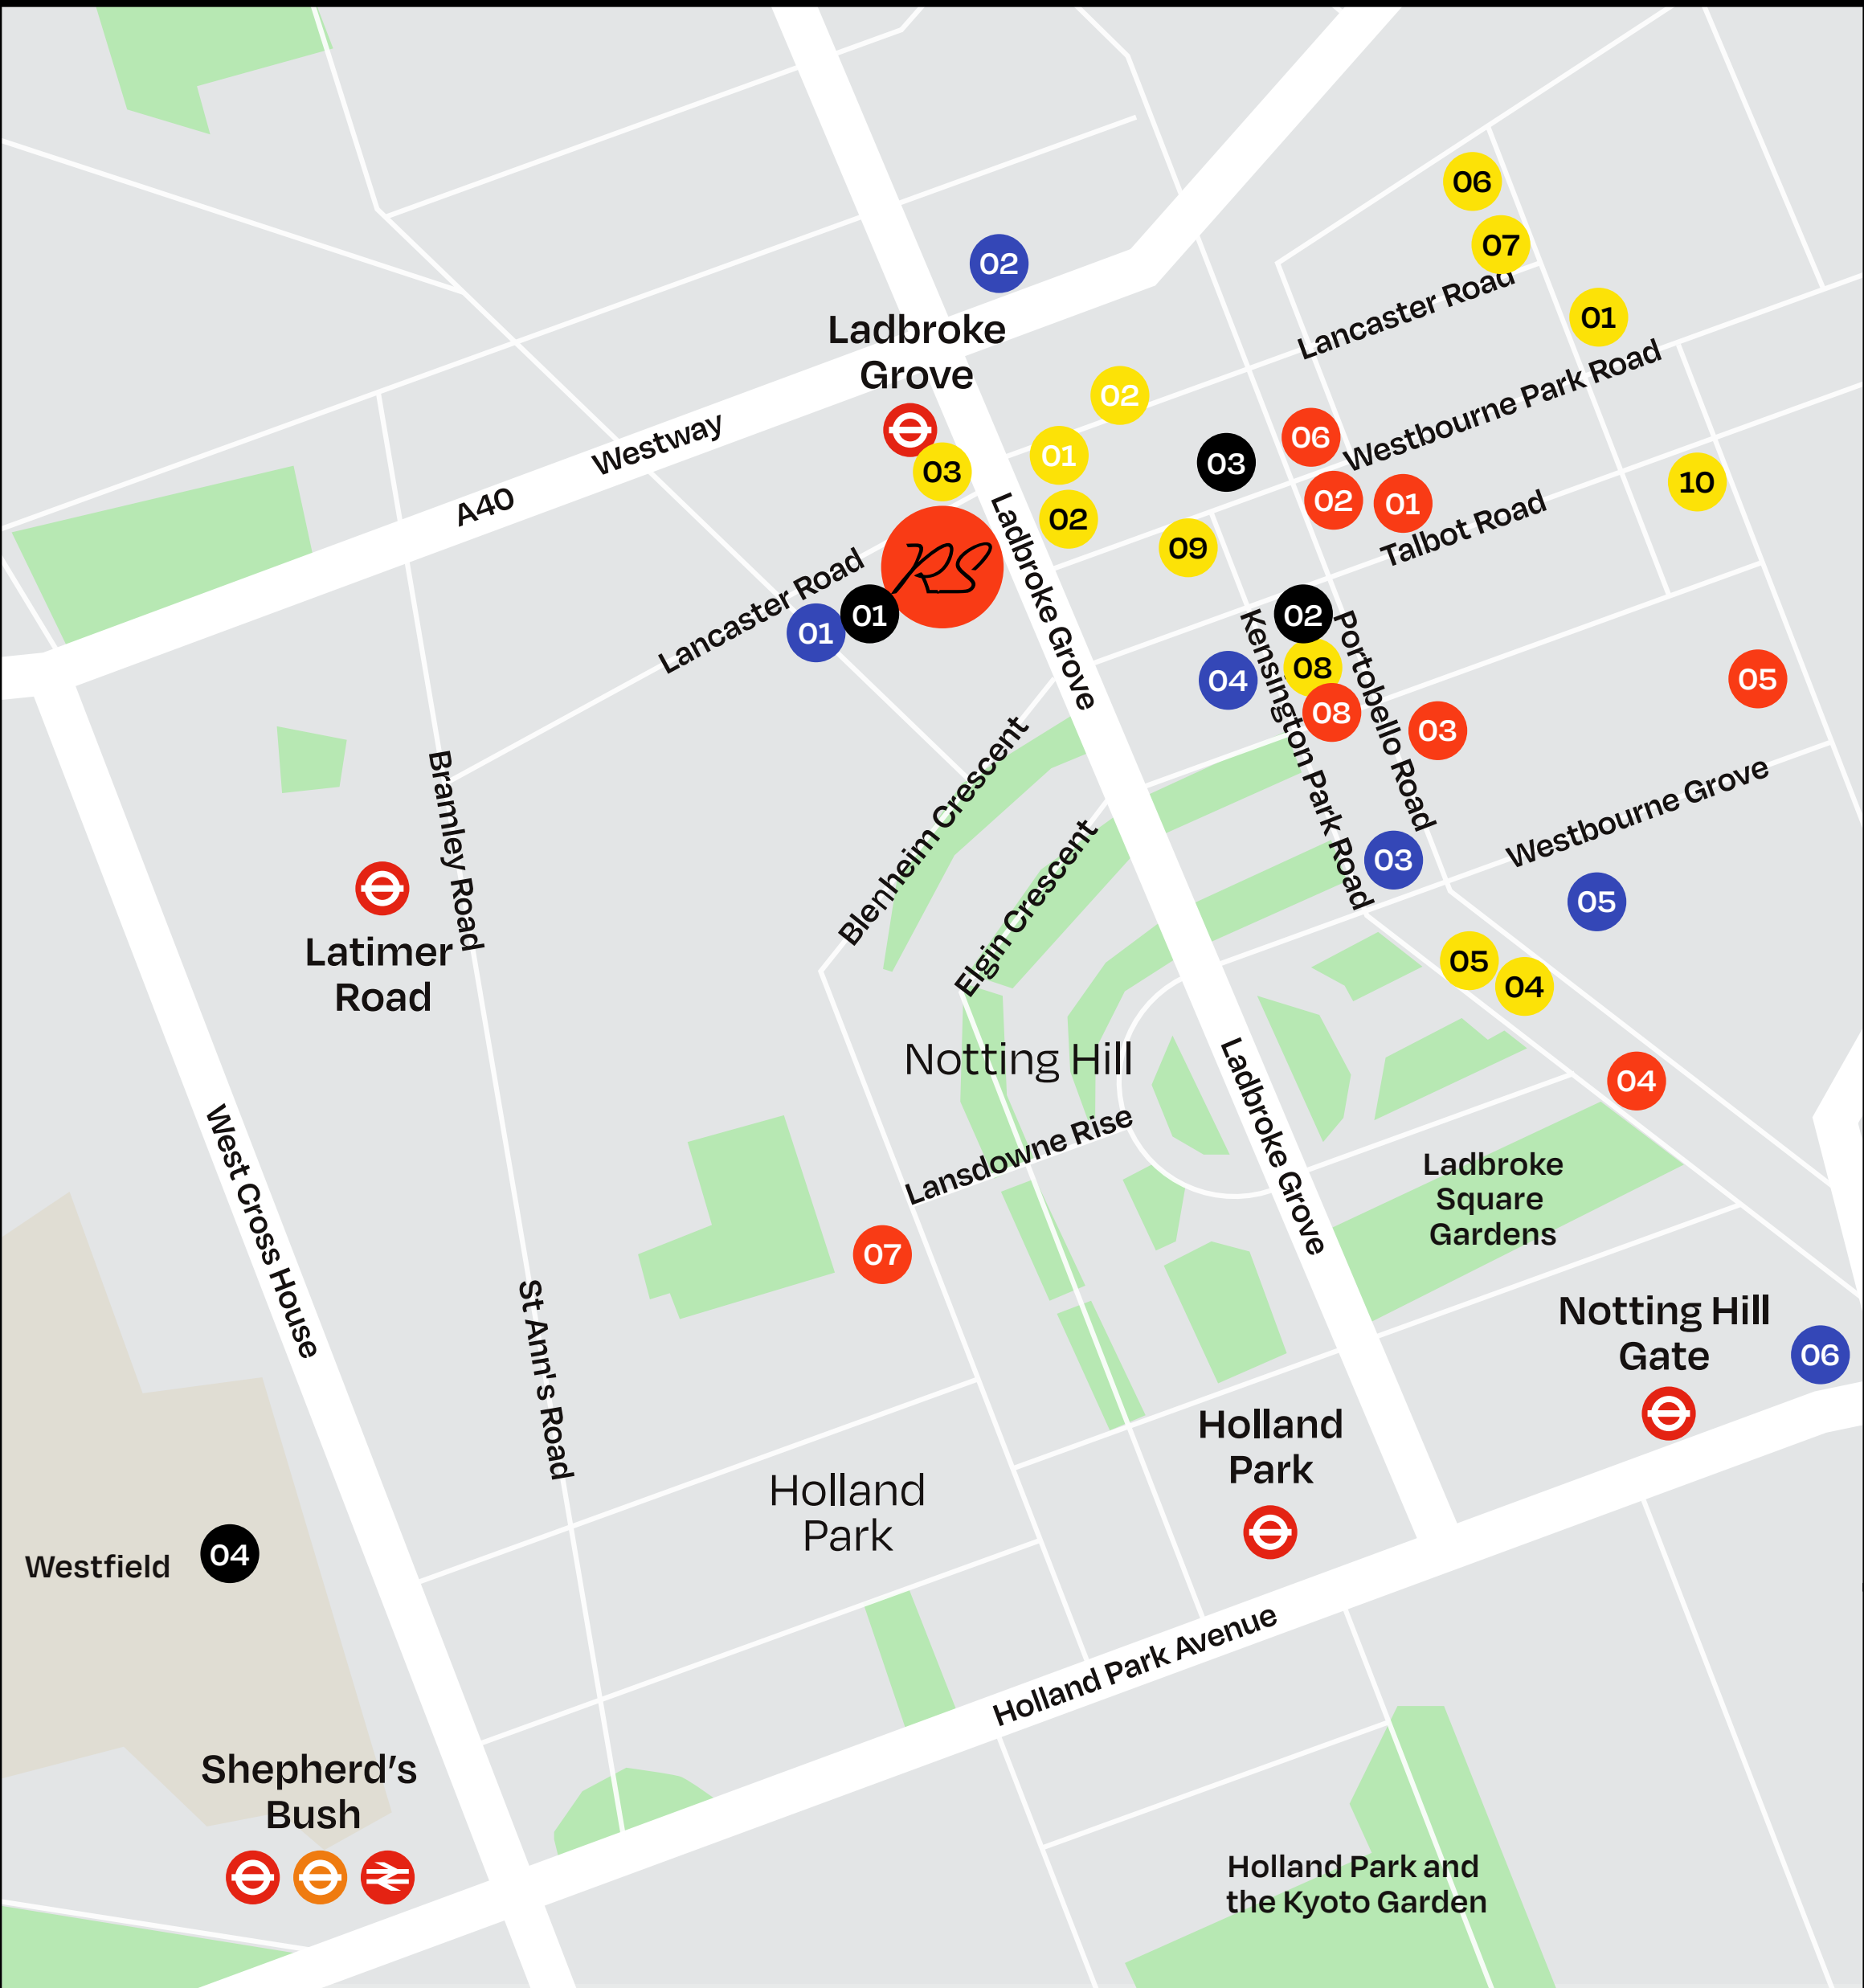 06
07
02
Lancaster Road
01
Ladbroke
Grove
Westbourne Park Road
02
06
Westway
01
03
03
02
01
10
A40
02
Talbot Road
09
RS
Ladbroke Grove
Lancaster Road
01
01
02
Kensington Park Road
Portobello Road
08
04
05
08
03
Blenheim Crescent
Westbourne Grove
Bramley Road
03
Elgin Crescent
05
Latimer
Road
05
04
Notting Hill
04
Ladbroke Grove
Lansdowne Rise
Ladbroke
Square
Gardens
West Cross House
07
Notting Hill
Gate
06
St Ann's Road
Holland
Park
Holland
Park
04
Westfield
Holland Park Avenue
Shepherd's
Bush
Holland Park and
the Kyoto Garden